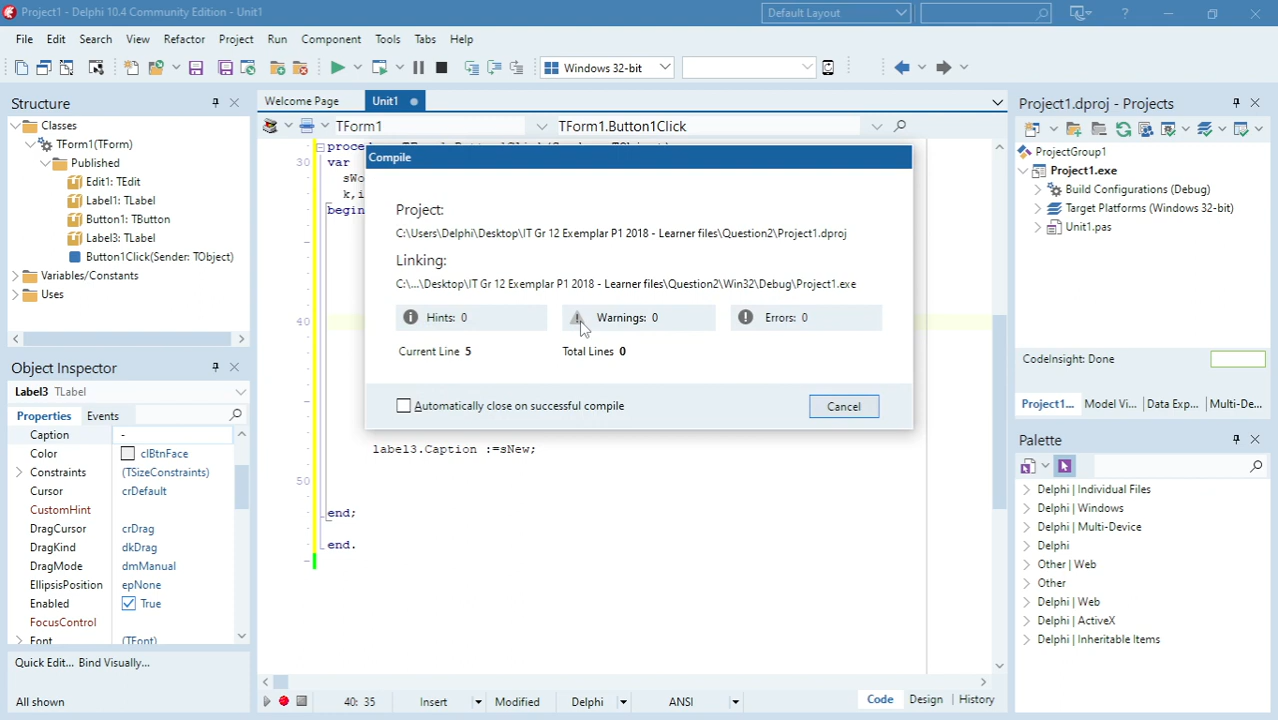 Project1 - Delphi 10.4 Community Edition - Unit1
Default Layout
?
File Edit Search View Refactor Project Run Component Tools Tabs Help
Windows 32-bit
Structure
Welcome Page Unit1
Project1.dproj - Projects
TForm1 TForm1.Button1Click
Classes
TForm1(TForm)
Published
Edit1: TEdit
Label1: TLabel
Button1: TButton
Label3: TLabel
Button1Click(Sender: TObject)
Variables/Constants
Uses
30 var
k,i
begin
40
label3.Caption :=sNew;
50
end;
end.
Compile
Project:
C:\Users\Delphi\Desktop\IT Gr 12 Exemplar P1 2018 - Learner files\Question2\Project1.dproj
Linking:
C:\...\Desktop\IT Gr 12 Exemplar P1 2018 - Learner files\Question2\Win32\Debug\Project1.exe
Hints: 0 Warnings: 0 Errors: 0
Current Line 5 Total Lines 0
Automatically close on successful compile
Cancel
ProjectGroup1
Project1.exe
Build Configurations (Debug)
Target Platforms (Windows 32-bit)
Unit1.pas
CodeInsight: Done
Project1... Model Vi... Data Exp... Multi-De...
Object Inspector
Label3 TLabel
Properties Events
Caption -
Color clBtnFace
Constraints (TSizeConstraints)
Cursor crDefault
CustomHint
DragCursor crDrag
DragKind dkDrag
DragMode dmManual
EllipsisPosition epNone
Enabled True
FocusControl
Font (TFont)
Quick Edit... Bind Visually...
All shown
Palette
Delphi | Individual Files
Delphi | Windows
Delphi | Multi-Device
Delphi
Other | Web
Other
Delphi | Web
Delphi | ActiveX
Delphi | Inheritable Items
40: 35 Insert Modified Delphi ANSI
Code Design History